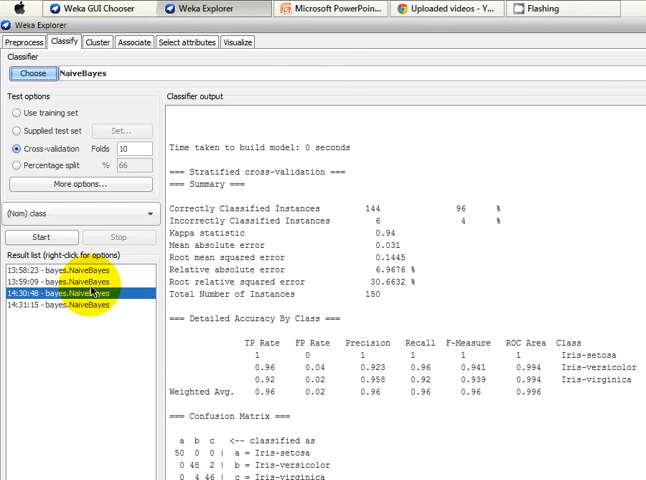 Weka GUI Chooser Weka Explorer Microsoft PowerPoin... Uploaded videos - Y... Flashing
Weka Explorer
Preprocess Classify Cluster Associate Select attributes Visualize
Classifier
Choose NaiveBayes
Test options
Use training set
Supplied test set Set...
Cross-validation Folds 10
Percentage split % 66
More options...
(Nom) class
Start Stop
Result list (right-click for options)
13:58:23 - bayes.NaiveBayes
13:59:09 - bayes.NaiveBayes
14:30:48 - bayes.NaiveBayes
14:31:15 - bayes.NaiveBayes
Classifier output
Time taken to build model: 0 seconds
=== Stratified cross-validation ===
=== Summary ===
Correctly Classified Instances 144 96 %
Incorrectly Classified Instances 6 4 %
Kappa statistic 0.94
Mean absolute error 0.031
Root mean squared error 0.1445
Relative absolute error 6.9676 %
Root relative squared error 30.6632 %
Total Number of Instances 150
=== Detailed Accuracy By Class ===
TP Rate FP Rate Precision Recall F-Measure ROC Area Class
1 0 1 1 1 1 Iris-setosa
0.96 0.04 0.923 0.96 0.941 0.994 Iris-versicolor
0.92 0.02 0.958 0.92 0.939 0.994 Iris-virginica
Weighted Avg. 0.96 0.02 0.96 0.96 0.96 0.996
=== Confusion Matrix ===
a b c <-- classified as
50 0 0 | a = Iris-setosa
0 48 2 | b = Iris-versicolor
0 4 46 | c = Iris-virginica